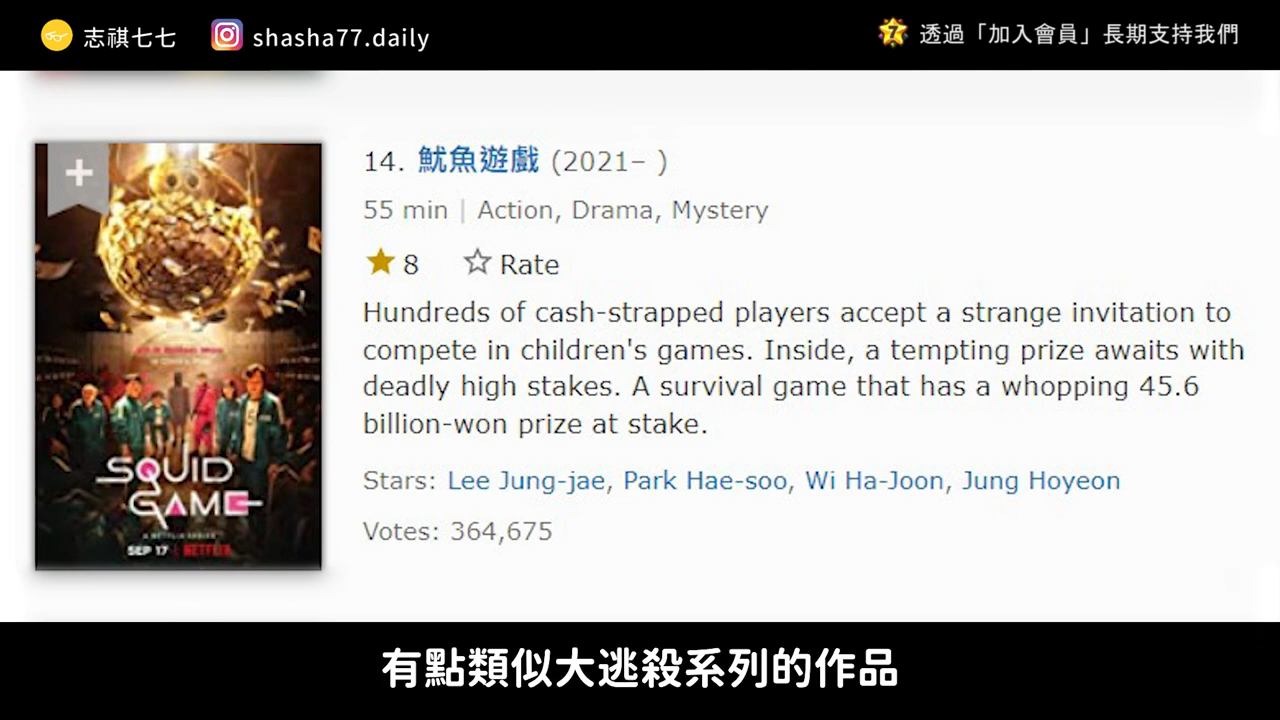 志祺七七
shasha77.daily
7
透過「加入會員」長期支持我們
14. 魷魚遊戲 (2021– )
55 min | Action, Drama, Mystery
8
Rate
Hundreds of cash-strapped players accept a strange invitation to
compete in children's games. Inside, a tempting prize awaits with
deadly high stakes. A survival game that has a whopping 45.6
billion-won prize at stake.
Stars: Lee Jung-jae, Park Hae-soo, Wi Ha-Joon, Jung Hoyeon
Votes: 364,675
SQUID
GAME
A NETFLIX SERIES
SEP 17 | NETFLIX
有點類似大逃殺系列的作品